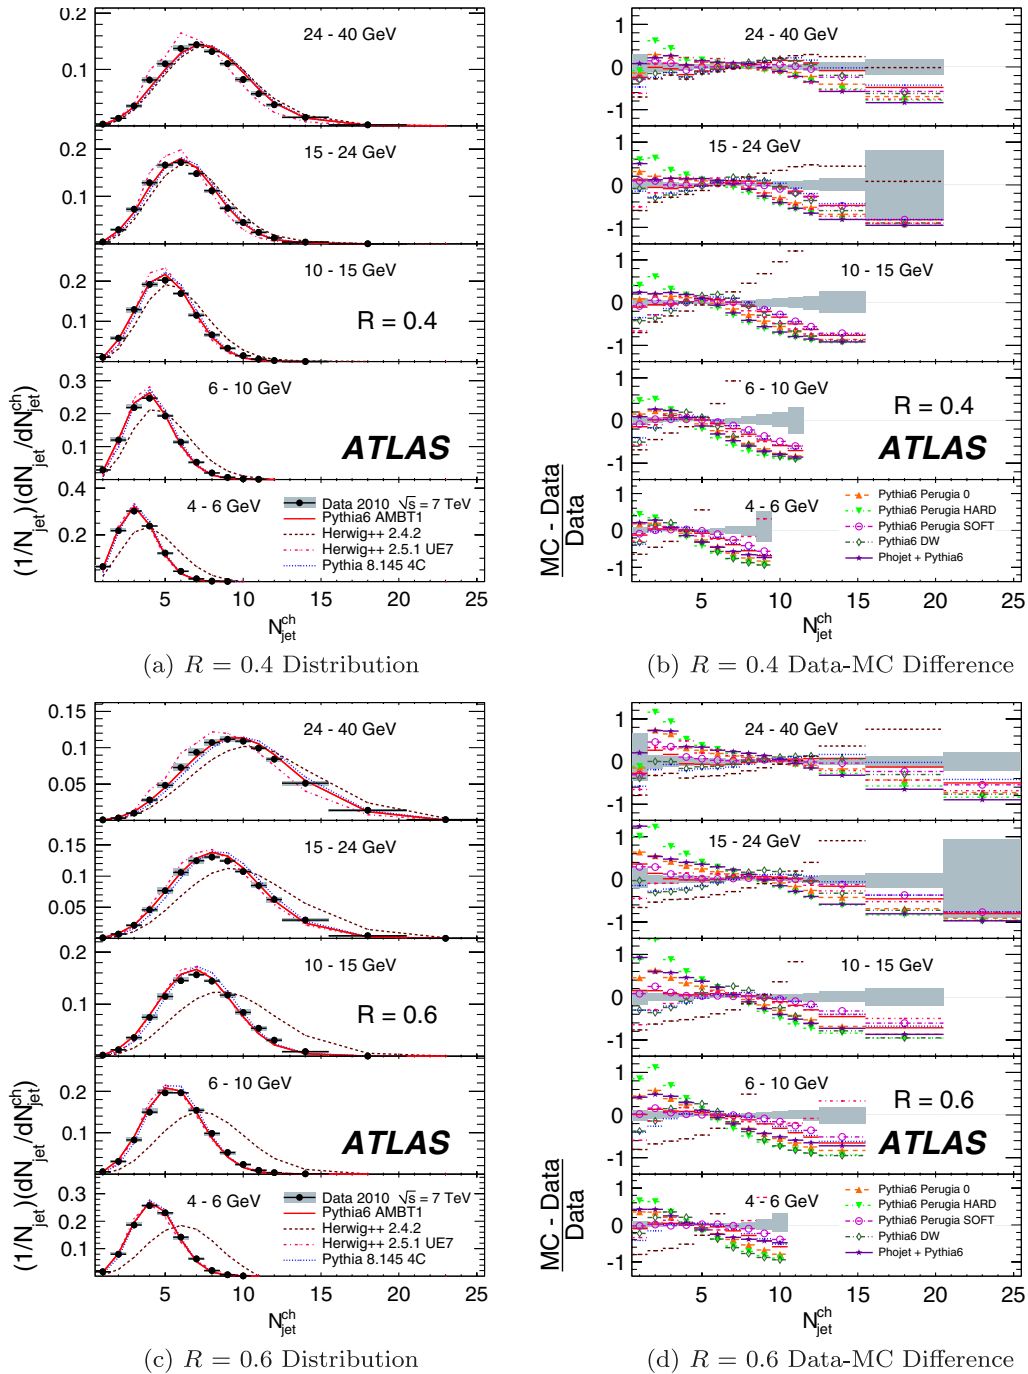 0.2
24 - 40 GeV
0.1
0.2
15 - 24 GeV
0.1
0.2
10 - 15 GeV
R = 0.4
0.1
0.3
6 - 10 GeV
0.2
ATLAS
0.1
0.4
4 - 6 GeV
Data 2010 √s = 7 TeV
Pythia6 AMBT1
Herwig++ 2.4.2
Herwig++ 2.5.1 UE7
Pythia 8.145 4C
0.2
(1/N_jet)(dN_jet/dN_jet^ch)
5 10 15 20 25
N_jet^ch
(a) R = 0.4 Distribution
24 - 40 GeV
1
0
-1
15 - 24 GeV
1
0
-1
10 - 15 GeV
1
0
-1
6 - 10 GeV
1
R = 0.4
0
ATLAS
-1
4 - 6 GeV
1
0
-1
Pythia6 Perugia 0
Pythia6 Perugia HARD
Pythia6 Perugia SOFT
Pythia6 DW
Phojet + Pythia6
MC - Data
Data
5 10 15 20 25
N_jet^ch
(b) R = 0.4 Data-MC Difference
0.15
24 - 40 GeV
0.1
0.05
0.15
15 - 24 GeV
0.1
0.05
0.2
10 - 15 GeV
R = 0.6
0.1
0.2
6 - 10 GeV
0.1
ATLAS
0.3
4 - 6 GeV
Data 2010 √s = 7 TeV
Pythia6 AMBT1
Herwig++ 2.4.2
Herwig++ 2.5.1 UE7
Pythia 8.145 4C
0.2
0.1
(1/N_jet)(dN_jet/dN_jet^ch)
5 10 15 20 25
N_jet^ch
(c) R = 0.6 Distribution
1
24 - 40 GeV
0
-1
1
15 - 24 GeV
0
-1
1
10 - 15 GeV
0
-1
1
6 - 10 GeV
R = 0.6
0
ATLAS
-1
1
4 - 6 GeV
0
-1
Pythia6 Perugia 0
Pythia6 Perugia HARD
Pythia6 Perugia SOFT
Pythia6 DW
Phojet + Pythia6
MC - Data
Data
5 10 15 20 25
N_jet^ch
(d) R = 0.6 Data-MC Difference